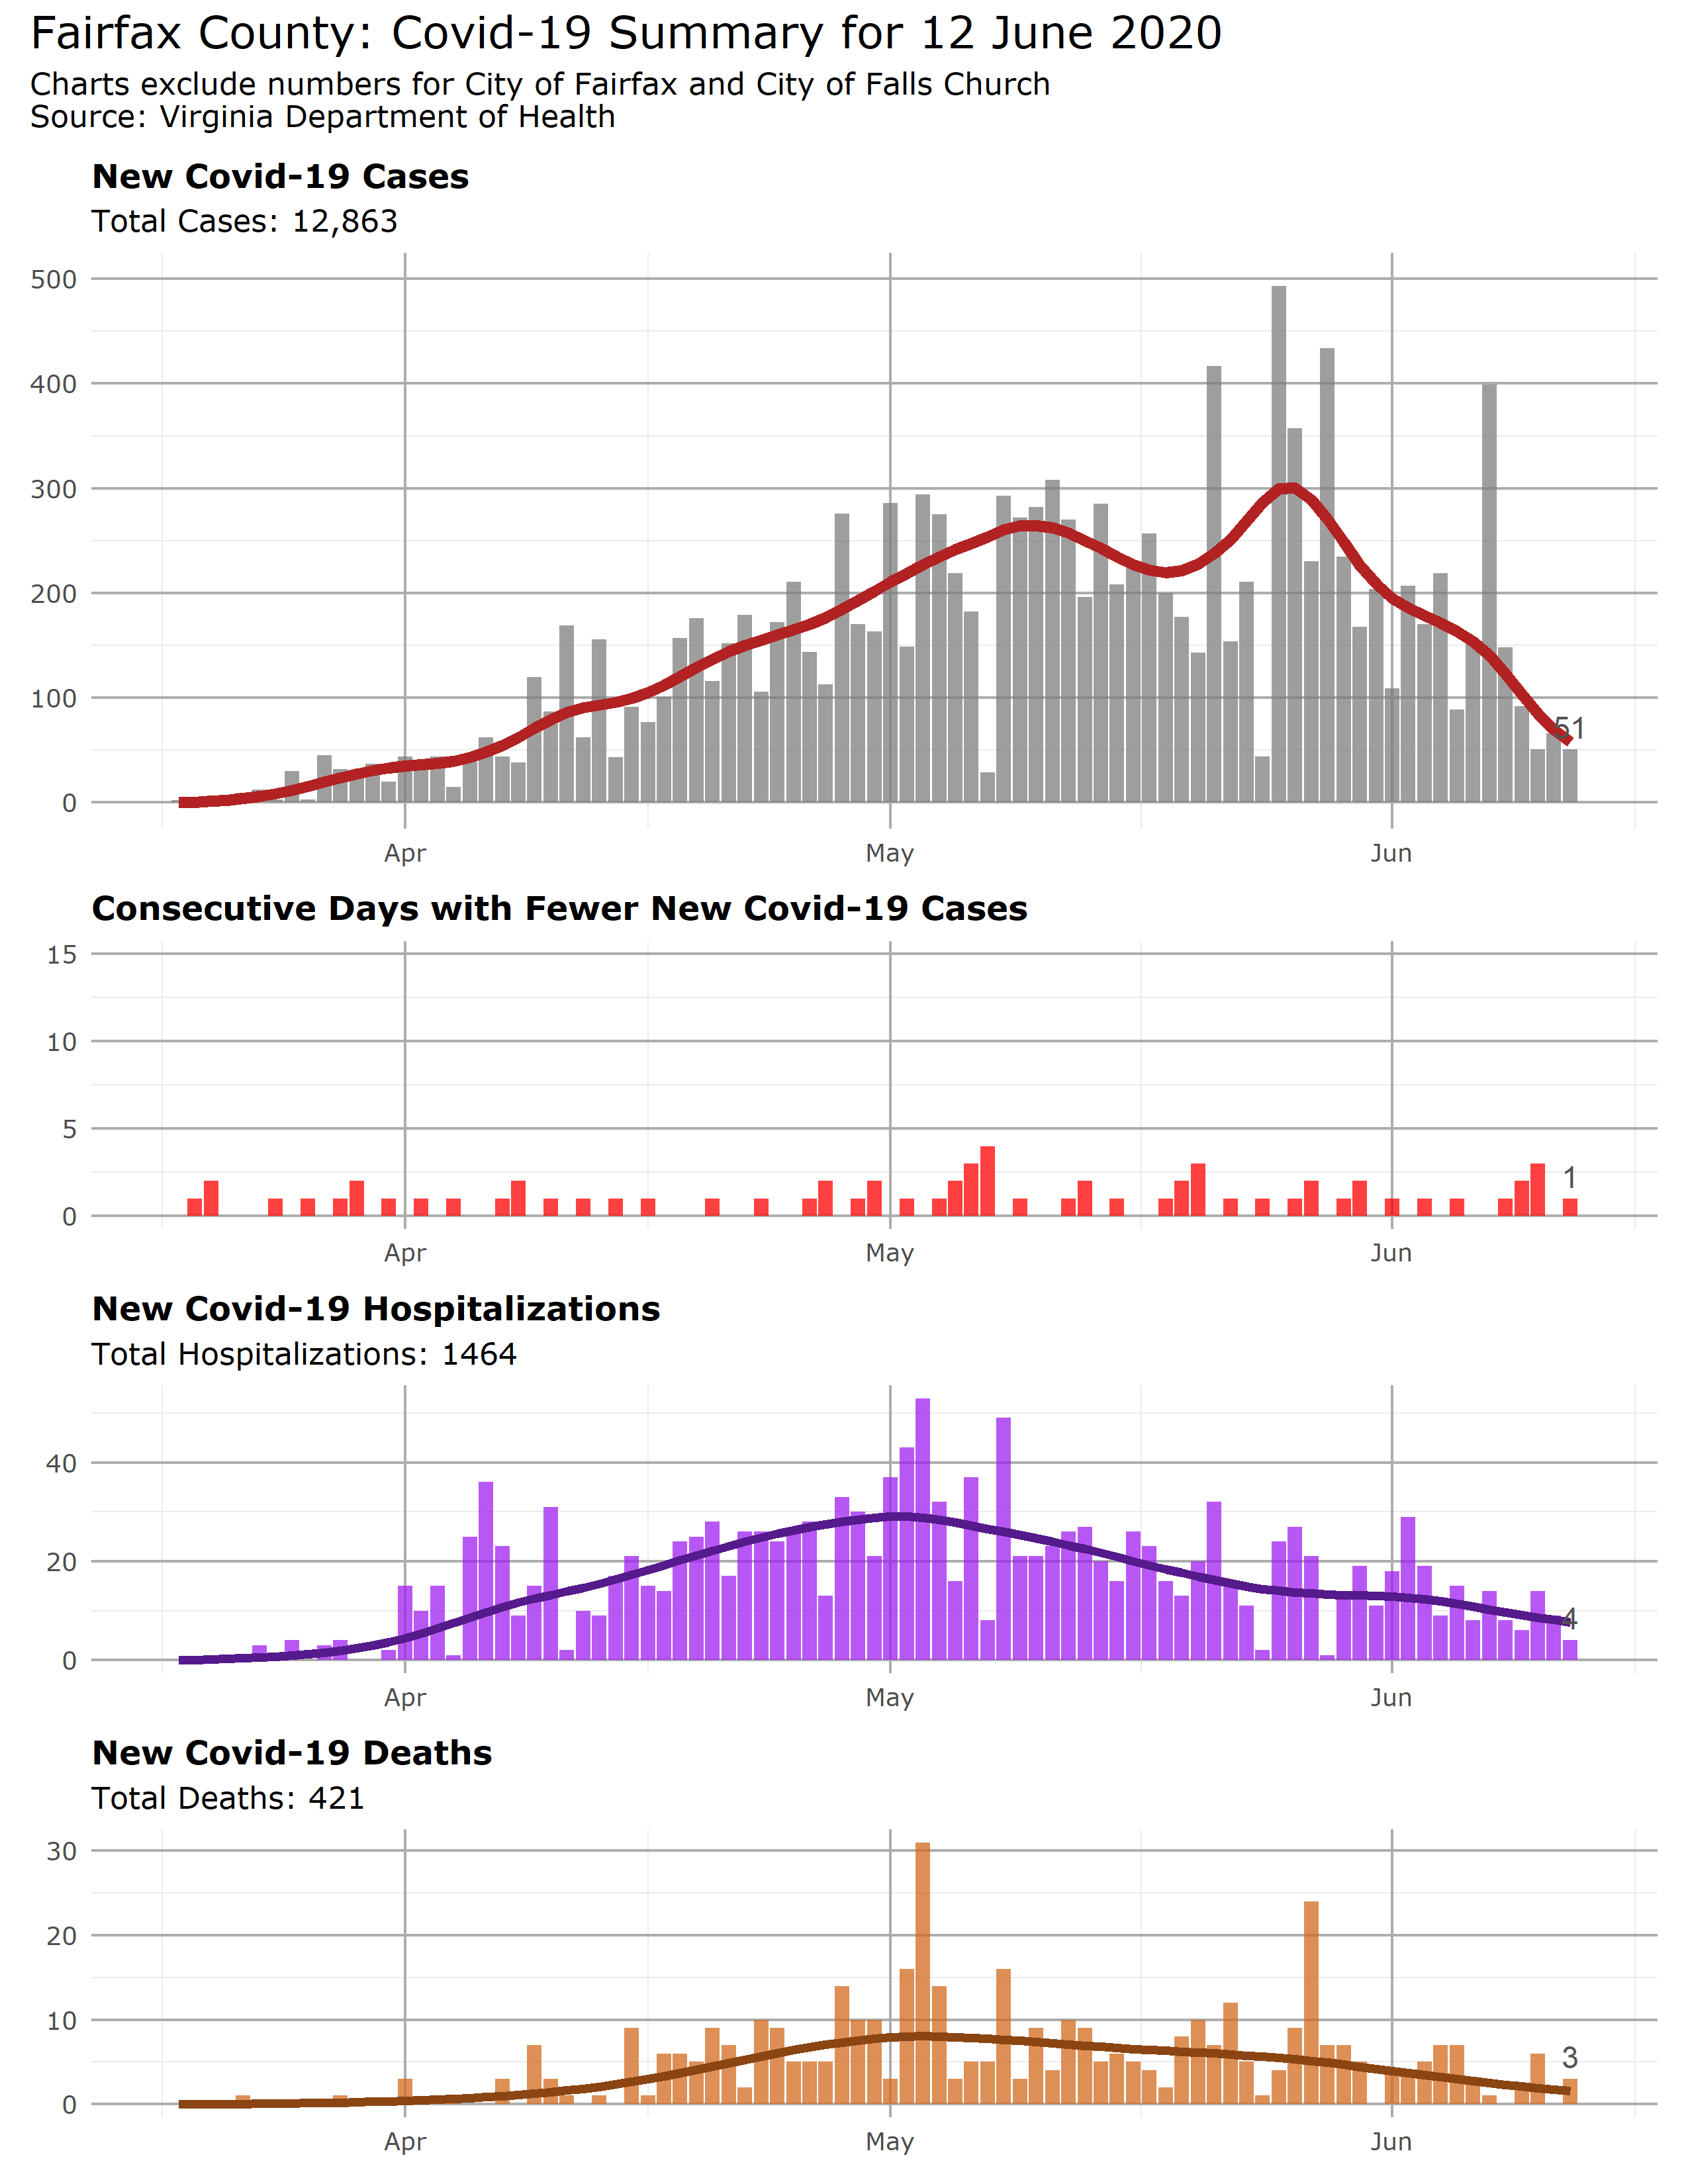 Fairfax County: Covid-19 Summary for 12 June 2020
Charts exclude numbers for City of Fairfax and City of Falls Church
Source: Virginia Department of Health
New Covid-19 Cases
Total Cases: 12,863
500
400
300
200
100
0
51
Apr May Jun
Consecutive Days with Fewer New Covid-19 Cases
15
10
5
0
1
Apr May Jun
New Covid-19 Hospitalizations
Total Hospitalizations: 1464
40
20
0
4
Apr May Jun
New Covid-19 Deaths
Total Deaths: 421
30
20
10
0
3
Apr May Jun